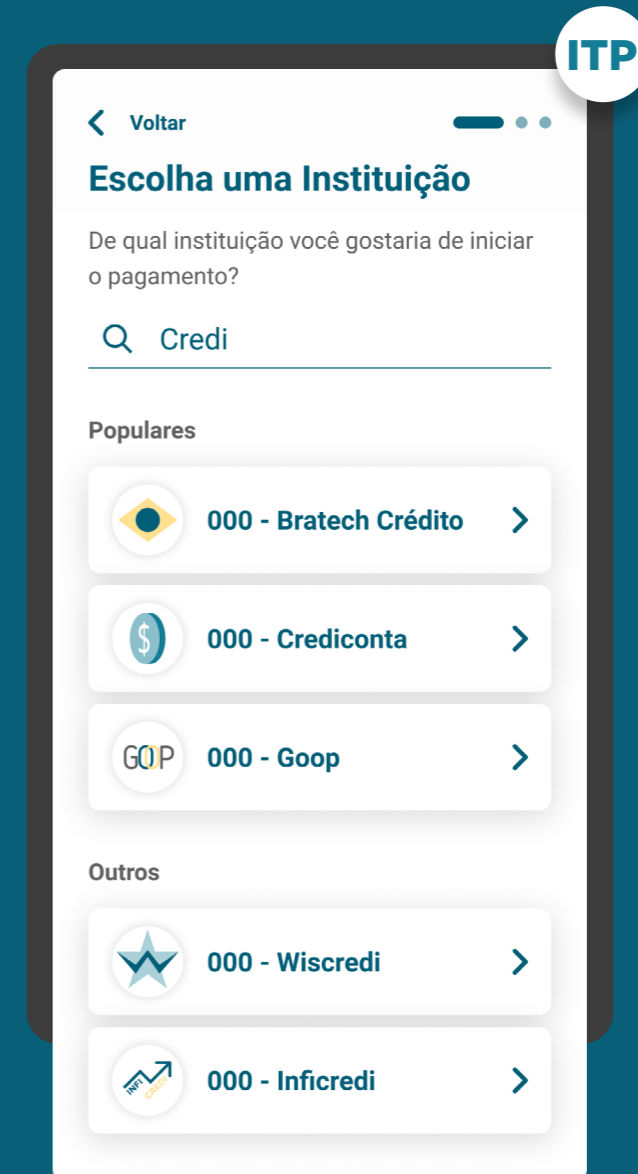 ITP
Voltar
Escolha uma Instituição
De qual instituição você gostaria de iniciar
o pagamento?
Credi
Populares
000 - Bratech Crédito
$
000 - Crediconta
GOOP
000 - Goop
Outros
000 - Wiscredi
INFI
CREDI
000 - Inficredi